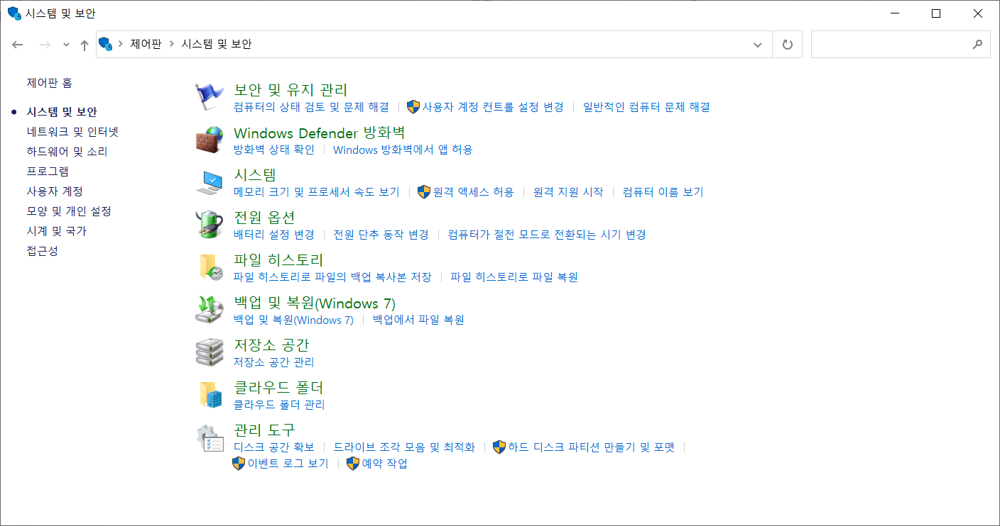 시스템 및 보안
제어판 시스템 및 보안
제어판 홈
시스템 및 보안
네트워크 및 인터넷
하드웨어 및 소리
프로그램
사용자 계정
모양 및 개인 설정
시계 및 국가
접근성
보안 및 유지 관리
컴퓨터의 상태 검토 및 문제 해결 사용자 계정 컨트롤 설정 변경 일반적인 컴퓨터 문제 해결
Windows Defender 방화벽
방화벽 상태 확인 Windows 방화벽에서 앱 허용
시스템
메모리 크기 및 프로세서 속도 보기 원격 액세스 허용 원격 지원 시작 컴퓨터 이름 보기
전원 옵션
배터리 설정 변경 전원 단추 동작 변경 컴퓨터가 절전 모드로 전환되는 시기 변경
파일 히스토리
파일 히스토리로 파일의 백업 복사본 저장 파일 히스토리로 파일 복원
백업 및 복원(Windows 7)
백업 및 복원(Windows 7) 백업에서 파일 복원
저장소 공간
저장소 공간 관리
클라우드 폴더
클라우드 폴더 관리
관리 도구
디스크 공간 확보 드라이브 조각 모음 및 최적화 하드 디스크 파티션 만들기 및 포맷
이벤트 로그 보기 예약 작업